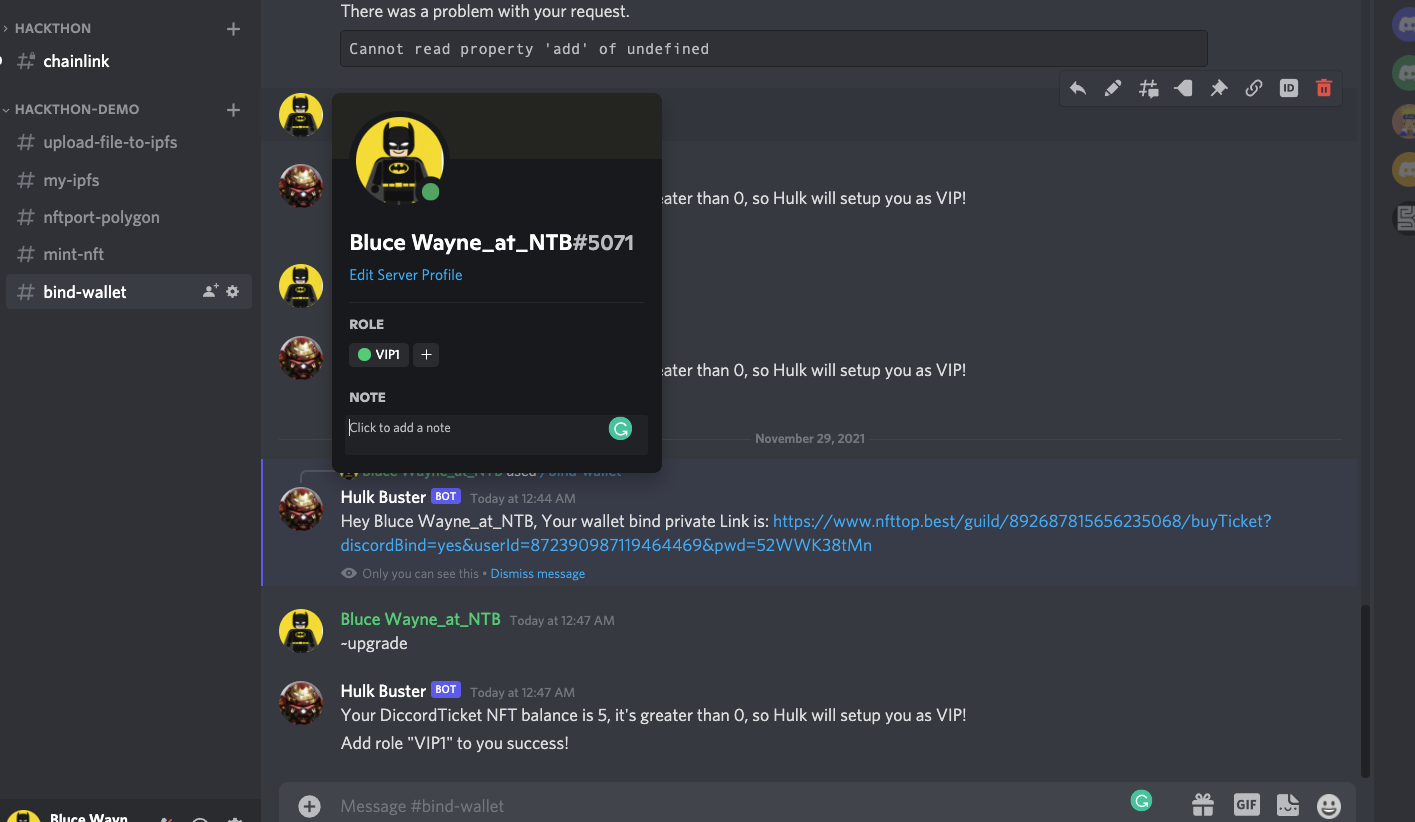 HACKTHON
chainlink
HACKTHON-DEMO
upload-file-to-ipfs
my-ipfs
nftport-polygon
mint-nft
bind-wallet
There was a problem with your request.
Cannot read property 'add' of undefined
ID
Bluce Wayne_at_NTB#5071
Edit Server Profile
ROLE
VIP1
NOTE
Click to add a note
eater than 0, so Hulk will setup you as VIP!
eater than 0, so Hulk will setup you as VIP!
November 29, 2021
Bluce Wayne_at_NTB used /bind-wallet
Hulk Buster BOT Today at 12:44 AM
Hey Bluce Wayne_at_NTB, Your wallet bind private Link is: https://www.nfttop.best/guild/892687815656235068/buyTicket?
discordBind=yes&userId=872390987119464469&pwd=52WWK38tMn
Only you can see this • Dismiss message
Bluce Wayne_at_NTB Today at 12:47 AM
~upgrade
Hulk Buster BOT Today at 12:47 AM
Your DiccordTicket NFT balance is 5, it's greater than 0, so Hulk will setup you as VIP!
Add role "VIP1" to you success!
Message #bind-wallet
GIF
Bluce Wayn